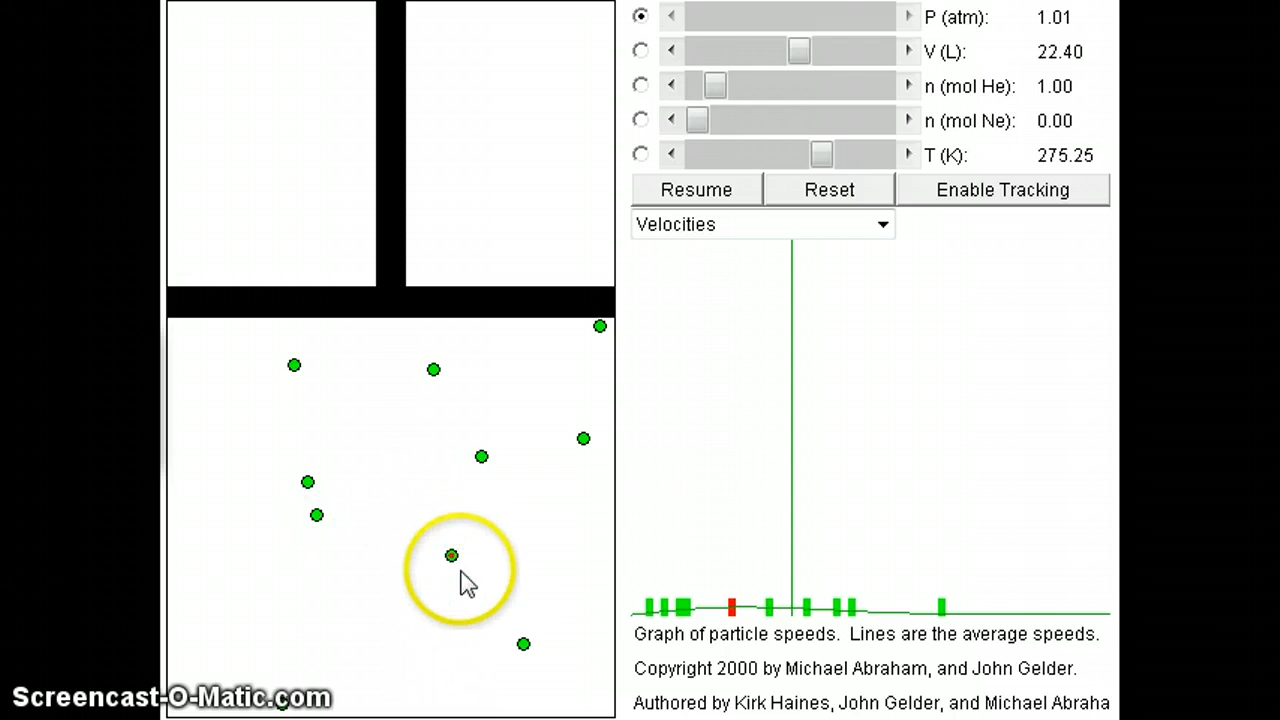 P (atm): 1.01
V (L): 22.40
n (mol He): 1.00
n (mol Ne): 0.00
T (K): 275.25
Resume Reset Enable Tracking
Velocities
Graph of particle speeds. Lines are the average speeds.
Copyright 2000 by Michael Abraham, and John Gelder.
Authored by Kirk Haines, John Gelder, and Michael Abraha
Screencast-O-Matic.com